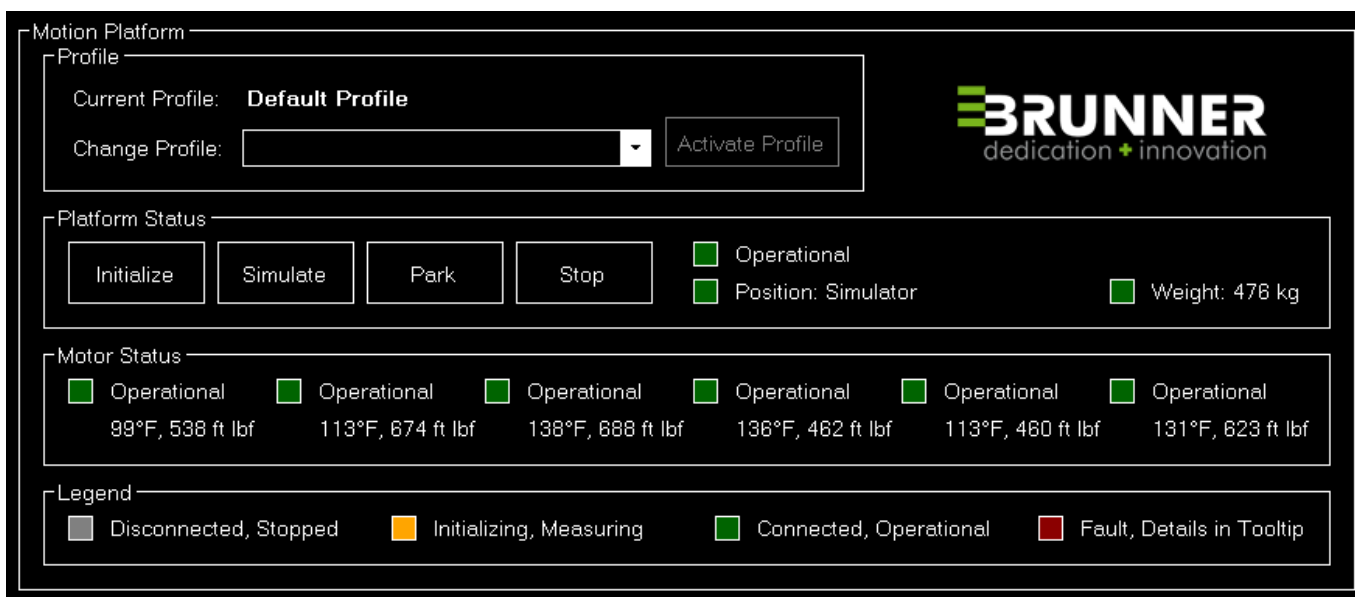 Motion Platform
Profile
Current Profile: Default Profile
Change Profile:
Activate Profile
BRUNNER
dedication + innovation
Platform Status
Initialize Simulate Park Stop
Operational
Position: Simulator
Weight: 476 kg
Motor Status
Operational Operational Operational Operational Operational Operational
99°F, 538 ft lbf 113°F, 674 ft lbf 138°F, 688 ft lbf 136°F, 462 ft lbf 113°F, 460 ft lbf 131°F, 623 ft lbf
Legend
Disconnected, Stopped Initializing, Measuring Connected, Operational Fault, Details in Tooltip